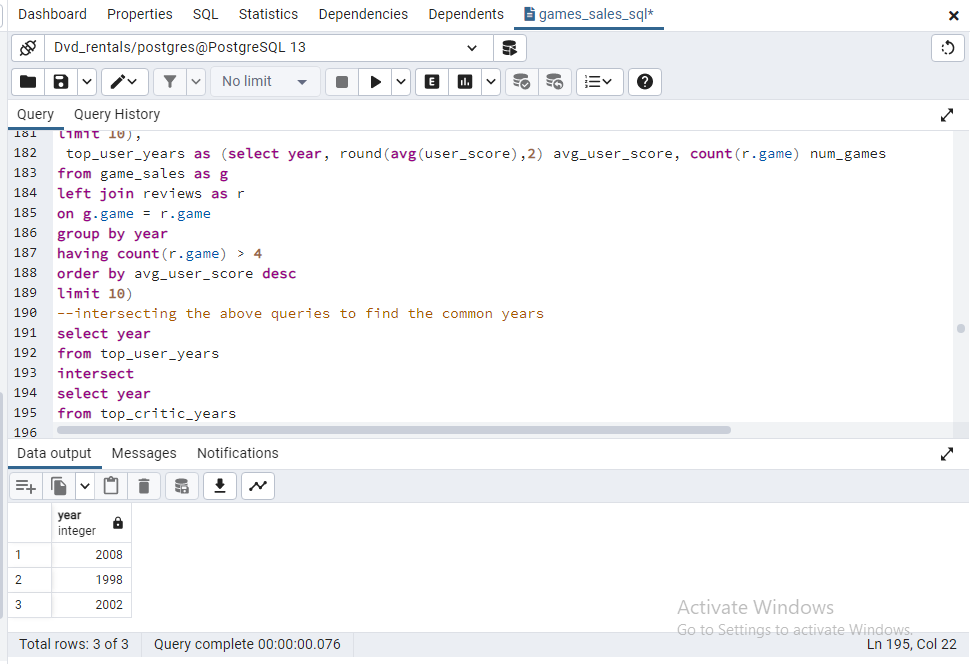 Dashboard Properties SQL Statistics Dependencies Dependents games_sales_sql*
Dvd_rentals/postgres@PostgreSQL 13
No limit E
Query Query History
181 limit 10),
182 top_user_years as (select year, round(avg(user_score),2) avg_user_score, count(r.game) num_games
183 from game_sales as g
184 left join reviews as r
185 on g.game = r.game
186 group by year
187 having count(r.game) > 4
188 order by avg_user_score desc
189 limit 10)
190 --intersecting the above queries to find the common years
191 select year
192 from top_user_years
193 intersect
194 select year
195 from top_critic_years
196
Data output Messages Notifications
year
integer
1 2008
2 1998
3 2002
Activate Windows
Go to Settings to activate Windows.
Total rows: 3 of 3 Query complete 00:00:00.076 Ln 195, Col 22